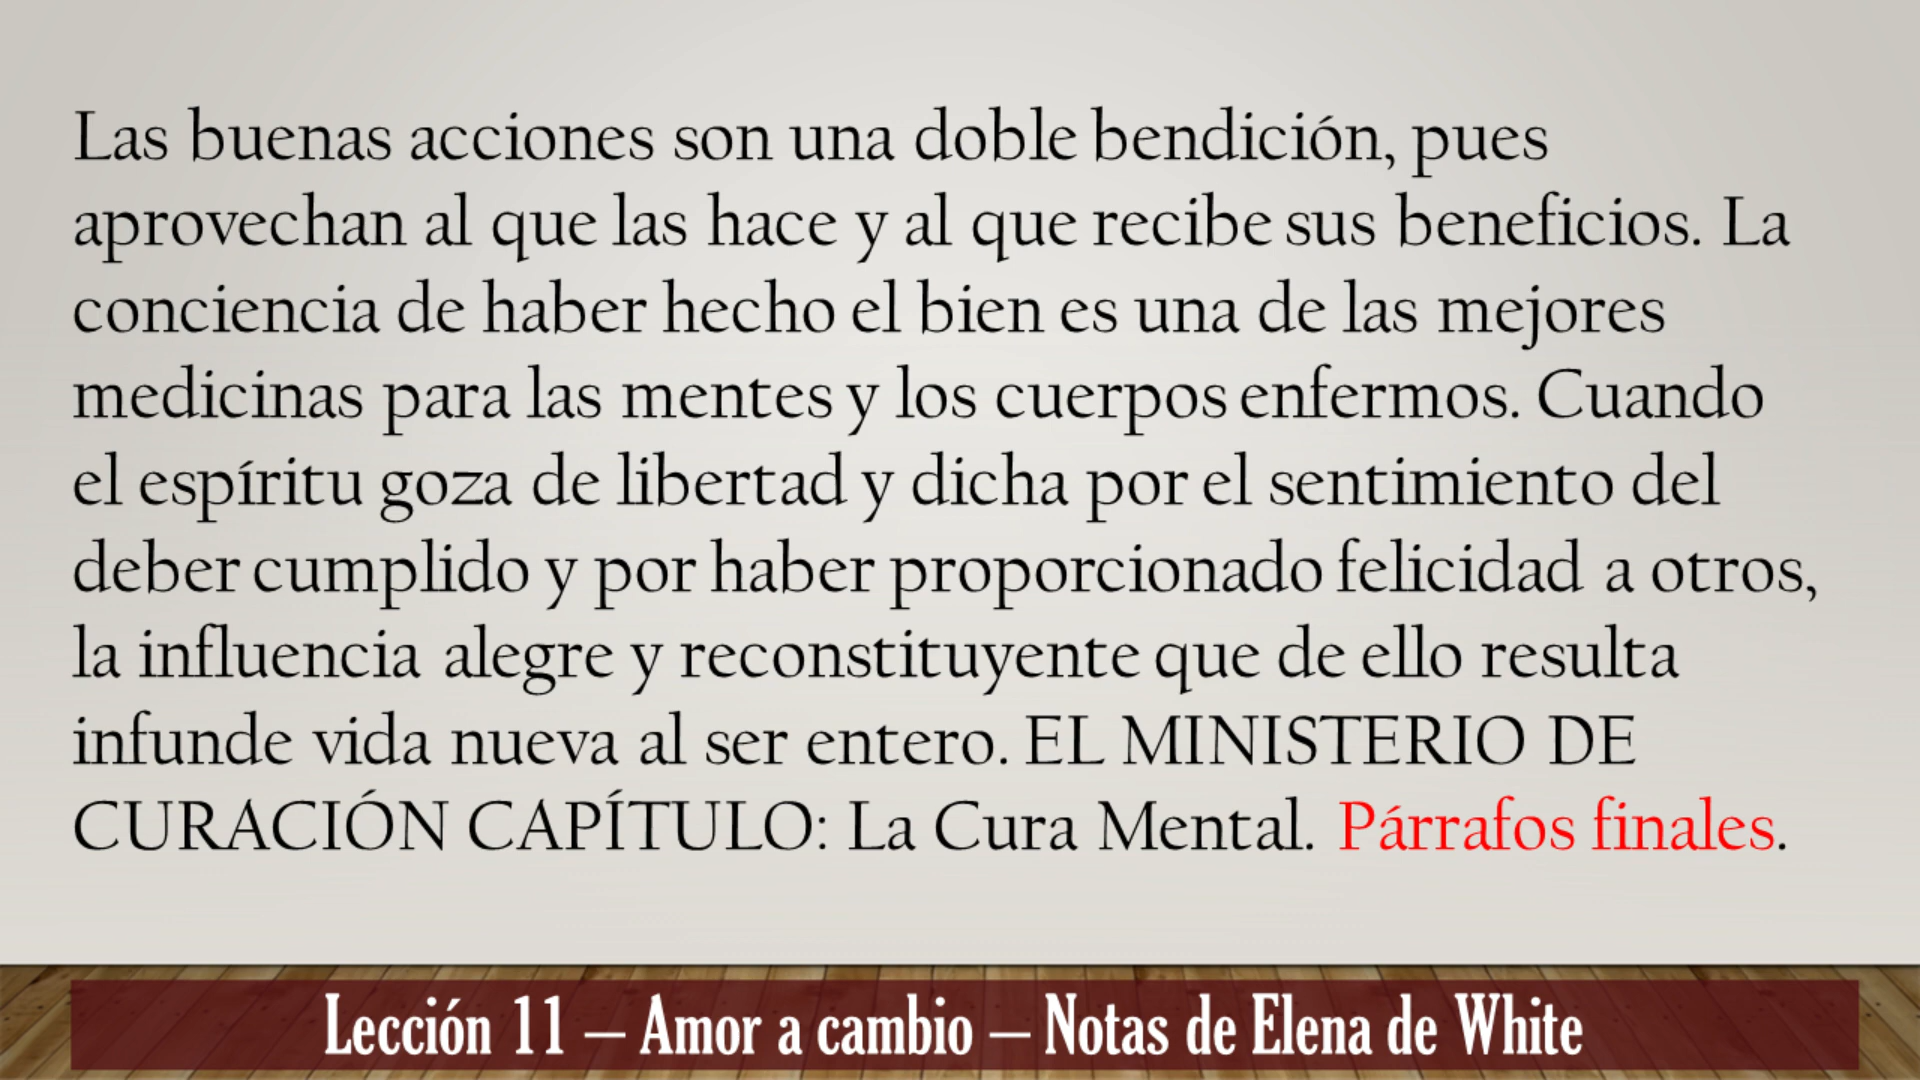 Las buenas acciones son una doble bendición, pues
aprovechan al que las hace y al que recibe sus beneficios. La
conciencia de haber hecho el bien es una de las mejores
medicinas para las mentes y los cuerpos enfermos. Cuando
el espíritu goza de libertad y dicha por el sentimiento del
deber cumplido y por haber proporcionado felicidad a otros,
la influencia alegre y reconstituyente que de ello resulta
infunde vida nueva al ser entero. EL MINISTERIO DE
CURACIÓN CAPÍTULO: La Cura Mental. Párrafos finales.
Lección 11 – Amor a cambio – Notas de Elena de White